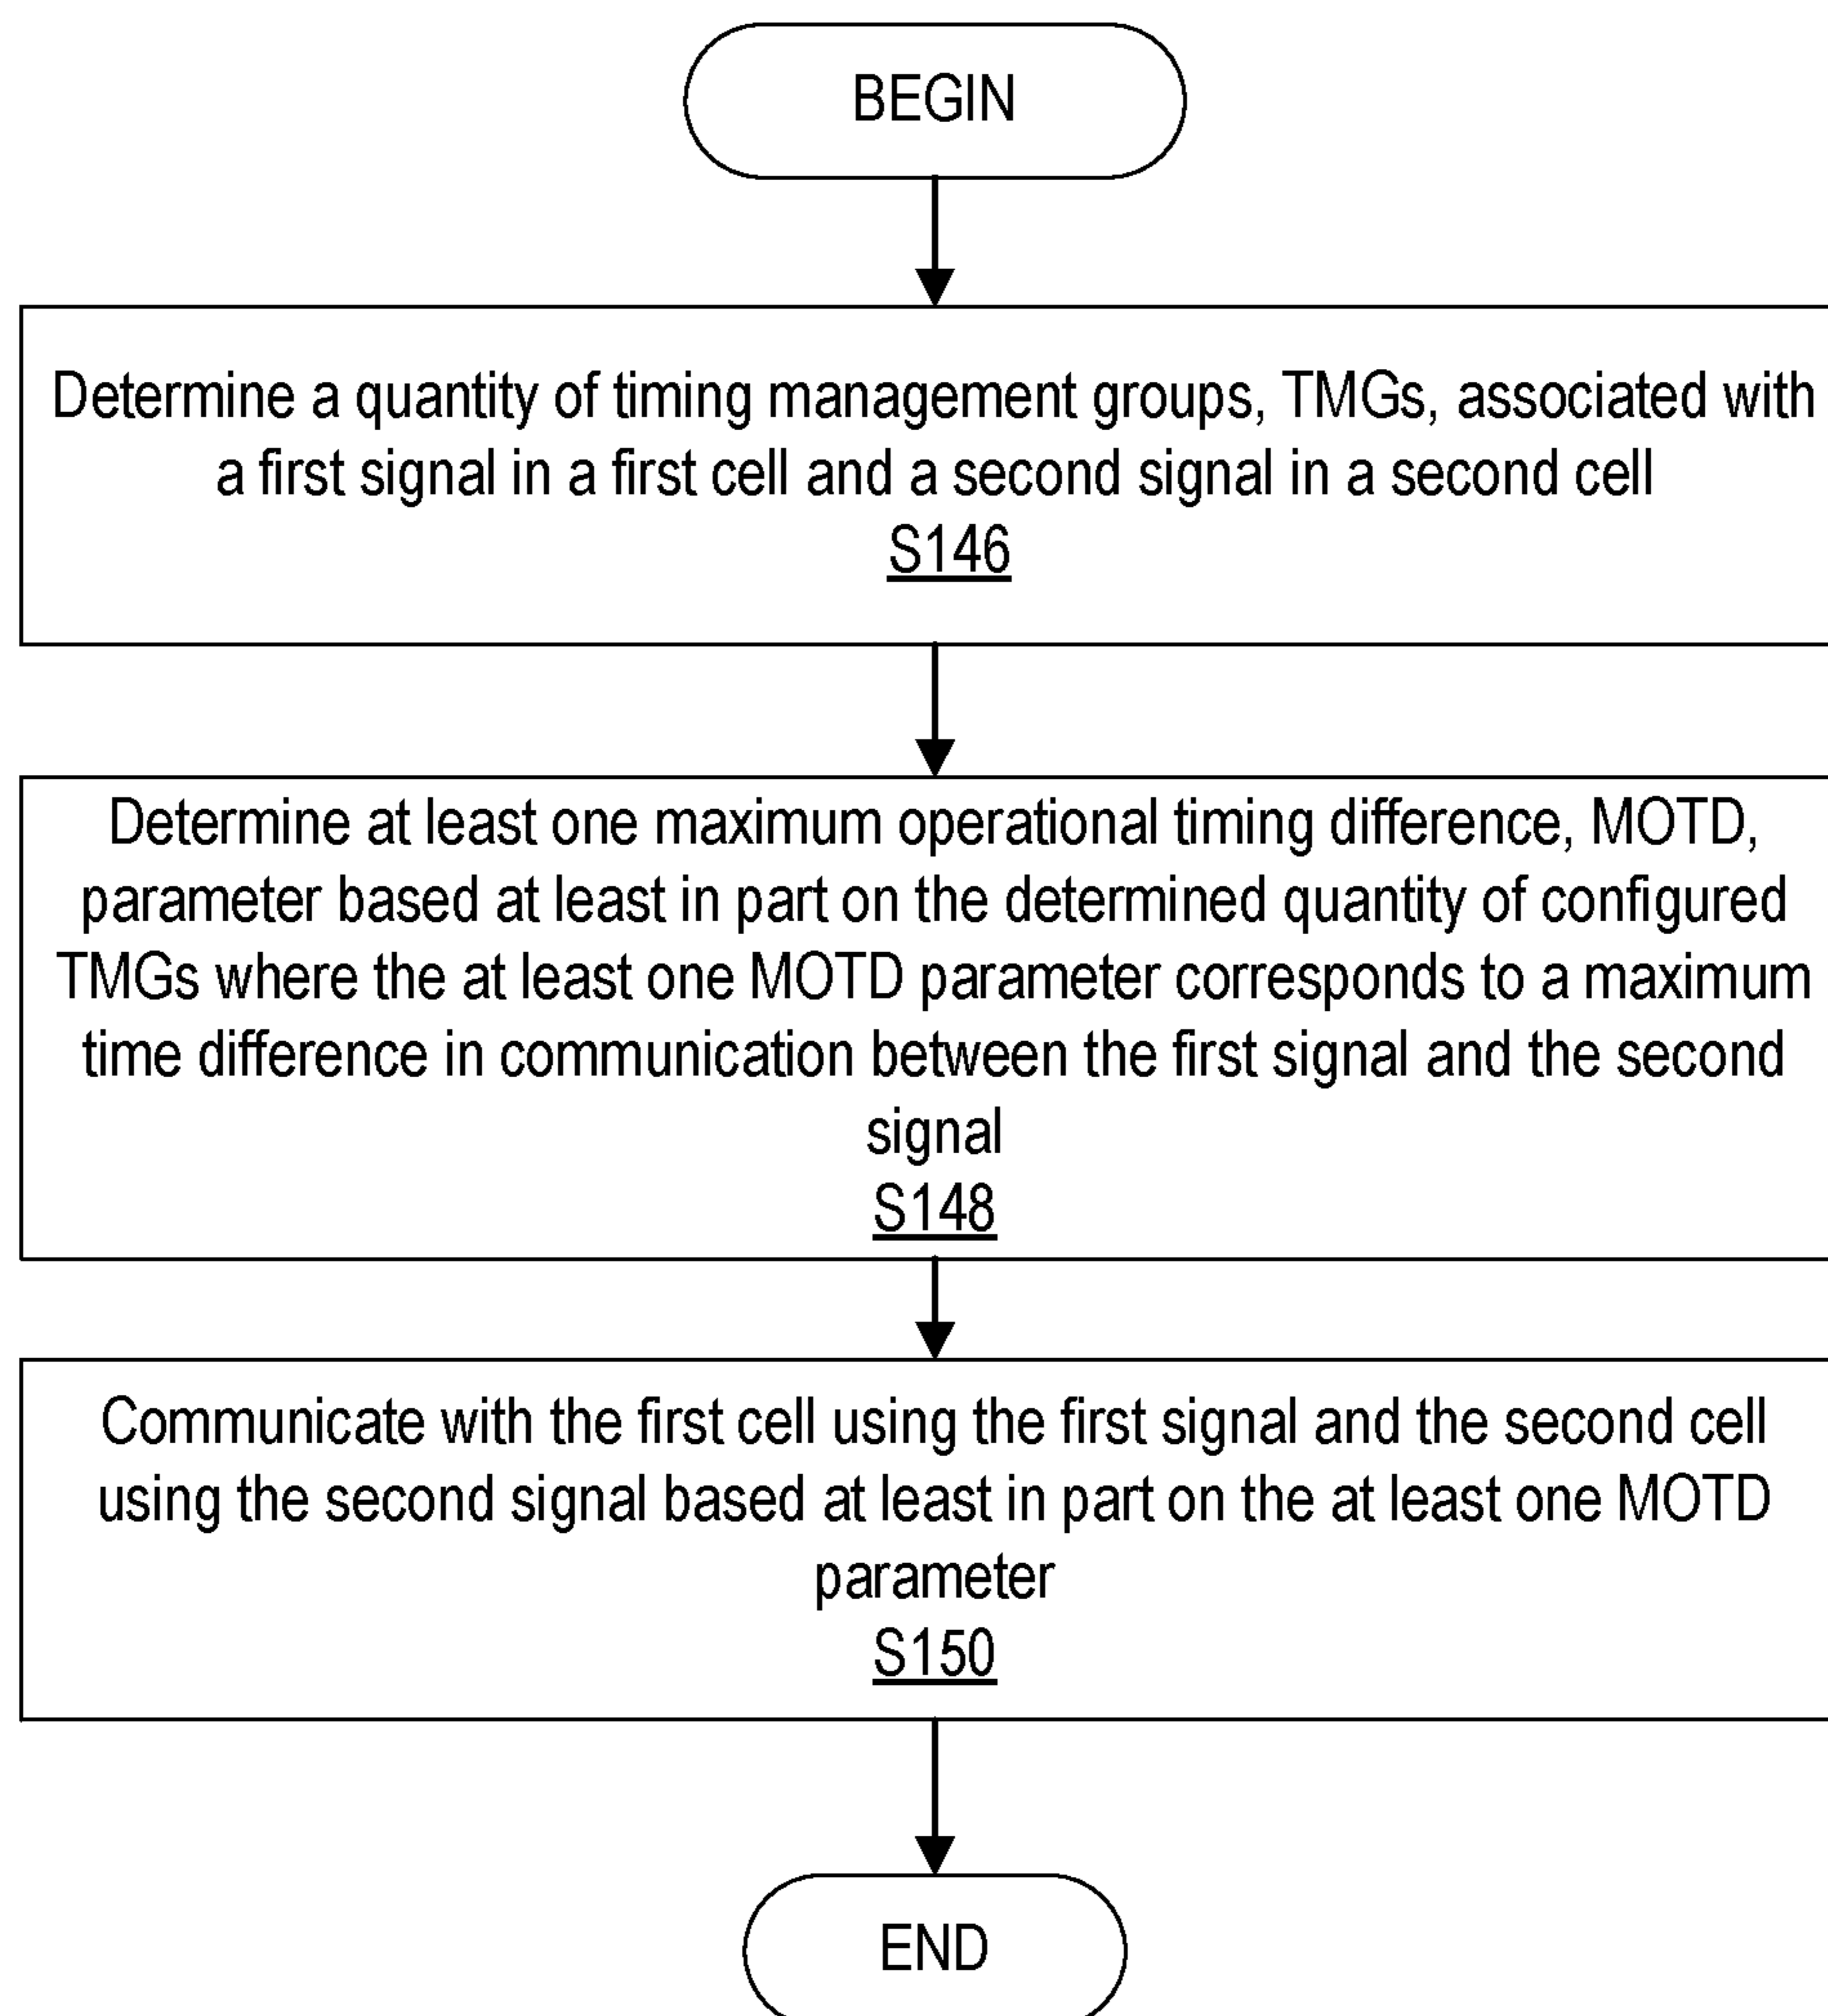 BEGIN
Determine a quantity of timing management groups, TMGs, associated with
a first signal in a first cell and a second signal in a second cell
S146
Determine at least one maximum operational timing difference, MOTD,
parameter based at least in part on the determined quantity of configured
TMGs where the at least one MOTD parameter corresponds to a maximum
time difference in communication between the first signal and the second
signal
S148
Communicate with the first cell using the first signal and the second cell
using the second signal based at least in part on the at least one MOTD
parameter
S150
END